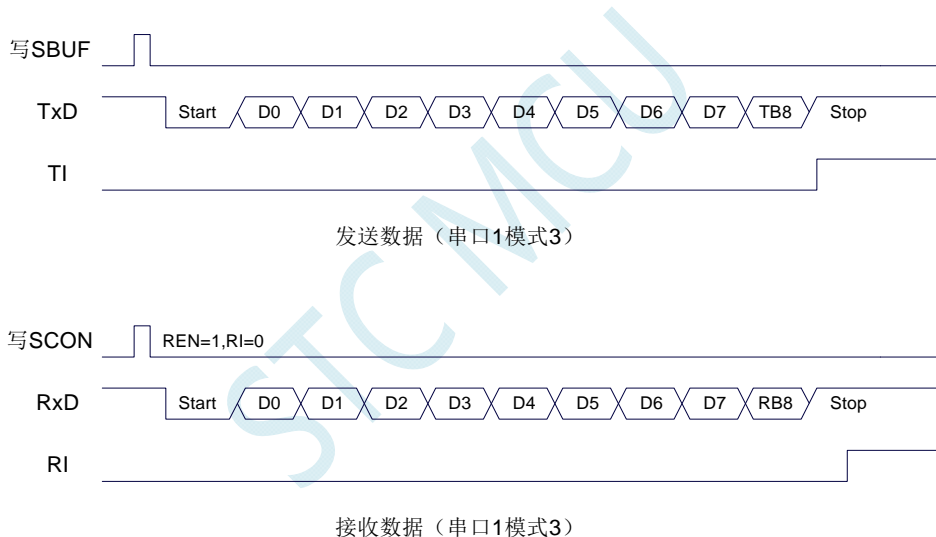 写SBUF
TxD Start D0 D1 D2 D3 D4 D5 D6 D7 TB8 Stop
TI
发送数据（串口1模式3）
写SCON REN=1,RI=0
RxD Start D0 D1 D2 D3 D4 D5 D6 D7 RB8 Stop
RI
接收数据（串口1模式3）
STC MCU